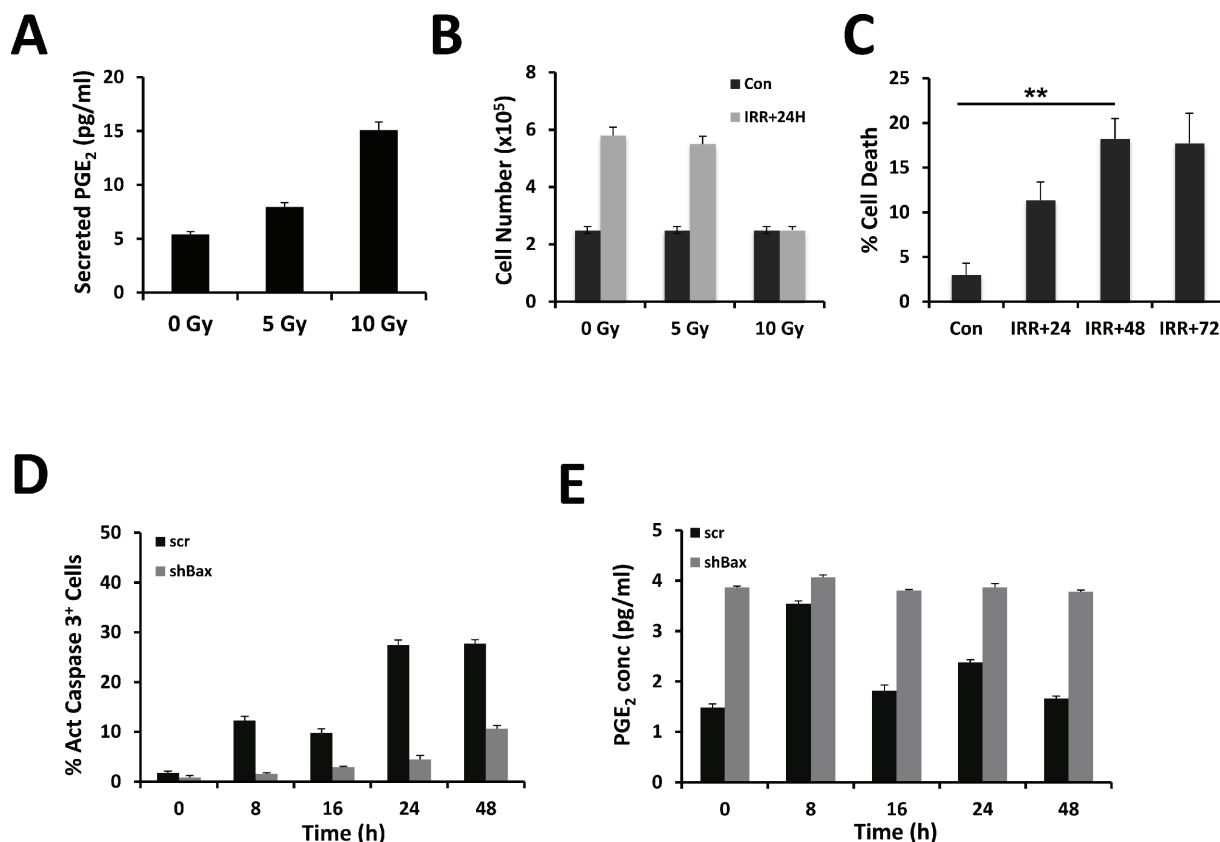 A
Secreted PGE₂ (pg/ml)
20
15
10
5
0
0 Gy
5 Gy
10 Gy
B
Cell Number (x10⁵)
8
6
4
2
0
Con
IRR+24H
0 Gy
5 Gy
10 Gy
C
% Cell Death
25
20
15
10
5
0
**
Con
IRR+24
IRR+48
IRR+72
D
% Act Caspase 3⁺ Cells
50
40
30
20
10
0
scr
shBax
0
8
16
24
48
Time (h)
E
PGE₂ conc (pg/ml)
5
4
3
2
1
0
scr
shBax
0
8
16
24
48
Time (h)